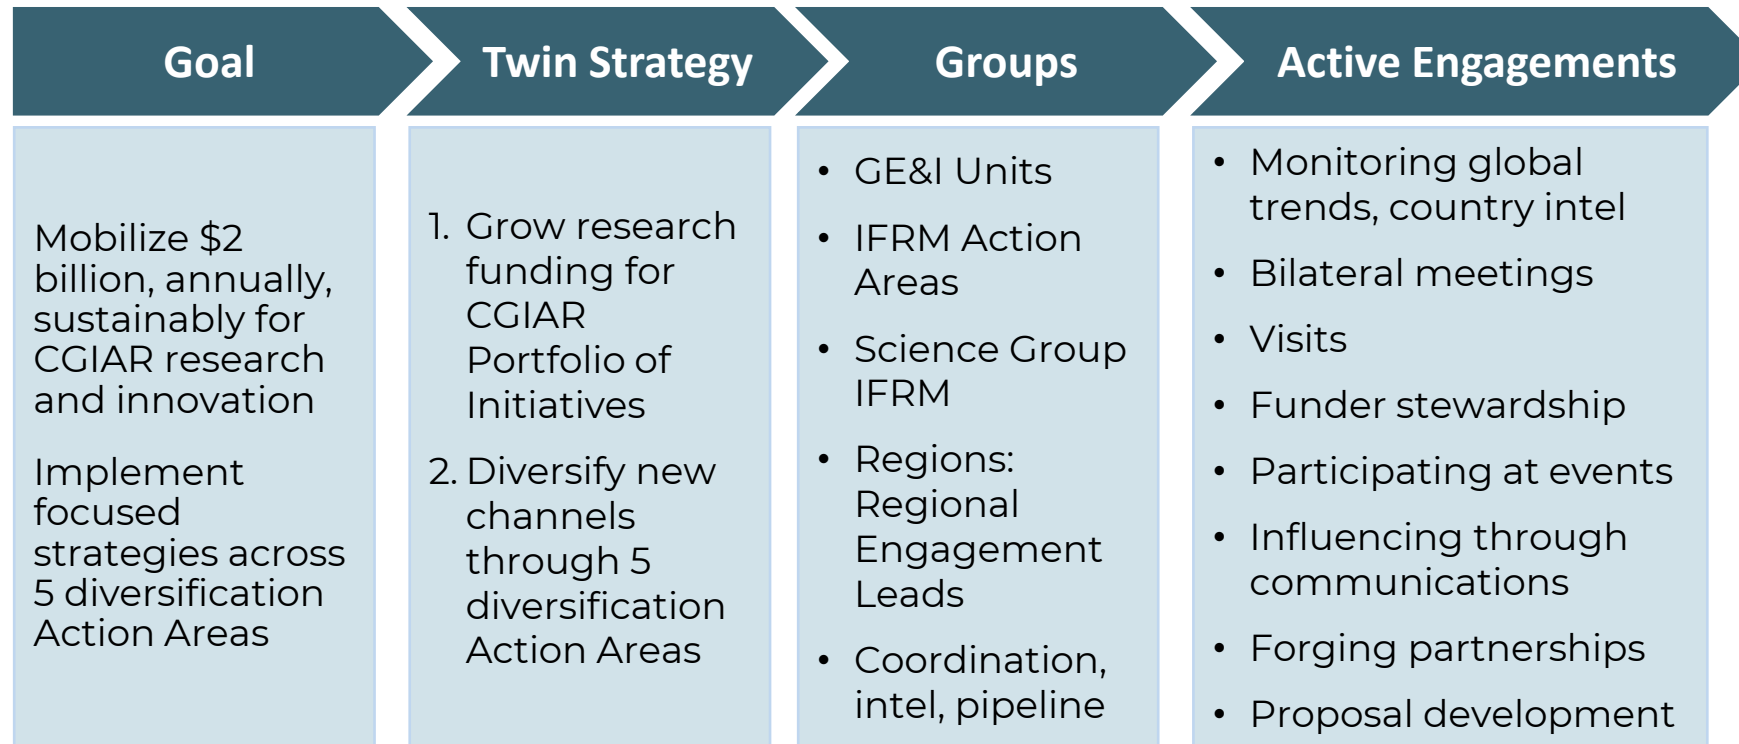 Goal
Twin Strategy
Groups
Active Engagements
Mobilize $2
billion, annually,
sustainably for
CGIAR research
and innovation
Implement
focused
strategies across
5 diversification
Action Areas
1. Grow research
funding for
CGIAR
Portfolio of
Initiatives
2. Diversify new
channels
through 5
diversification
Action Areas
• GE&I Units
• IFRM Action
Areas
• Science Group
IFRM
• Regions:
Regional
Engagement
Leads
• Coordination,
intel, pipeline
• Monitoring global
trends, country intel
• Bilateral meetings
• Visits
• Funder stewardship
• Participating at events
• Influencing through
communications
• Forging partnerships
• Proposal development